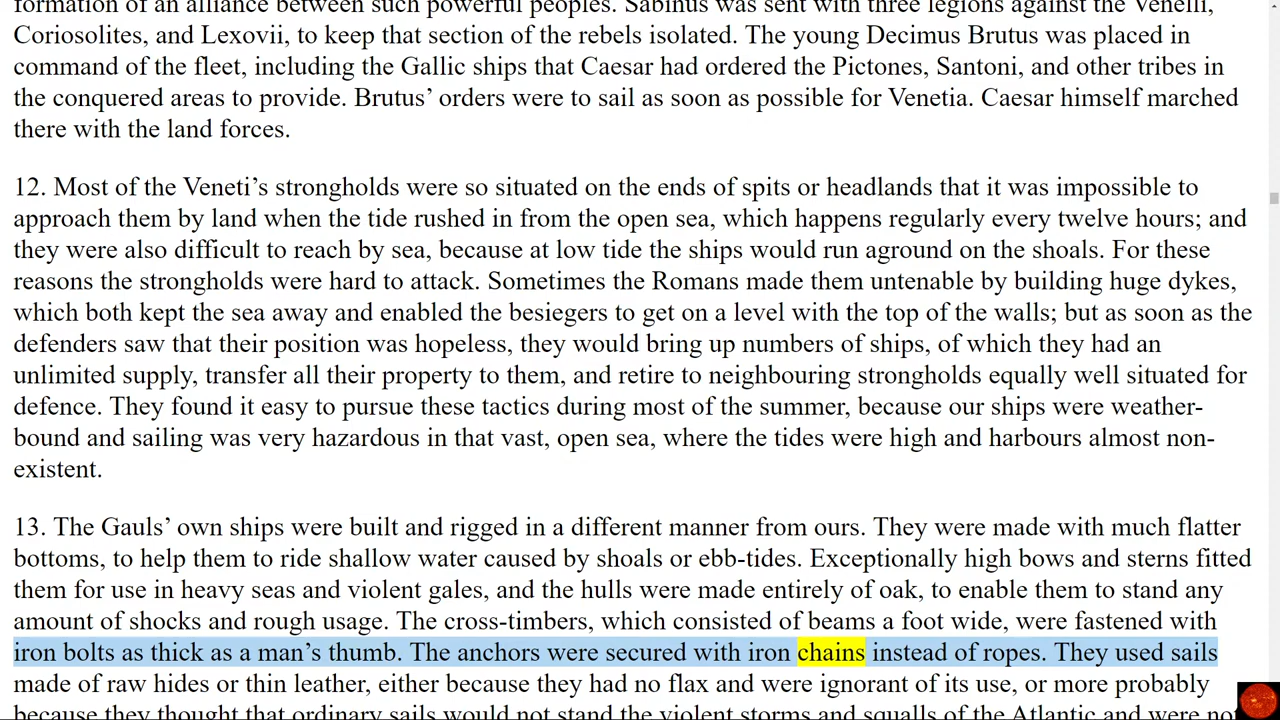 formation of an alliance between such powerful peoples. Sabinus was sent with three legions against the Venelli,
Coriosolites, and Lexovii, to keep that section of the rebels isolated. The young Decimus Brutus was placed in
command of the fleet, including the Gallic ships that Caesar had ordered the Pictones, Santoni, and other tribes in
the conquered areas to provide. Brutus’ orders were to sail as soon as possible for Venetia. Caesar himself marched
there with the land forces.
12. Most of the Veneti’s strongholds were so situated on the ends of spits or headlands that it was impossible to
approach them by land when the tide rushed in from the open sea, which happens regularly every twelve hours; and
they were also difficult to reach by sea, because at low tide the ships would run aground on the shoals. For these
reasons the strongholds were hard to attack. Sometimes the Romans made them untenable by building huge dykes,
which both kept the sea away and enabled the besiegers to get on a level with the top of the walls; but as soon as the
defenders saw that their position was hopeless, they would bring up numbers of ships, of which they had an
unlimited supply, transfer all their property to them, and retire to neighbouring strongholds equally well situated for
defence. They found it easy to pursue these tactics during most of the summer, because our ships were weather-
bound and sailing was very hazardous in that vast, open sea, where the tides were high and harbours almost non-
existent.
13. The Gauls’ own ships were built and rigged in a different manner from ours. They were made with much flatter
bottoms, to help them to ride shallow water caused by shoals or ebb-tides. Exceptionally high bows and sterns fitted
them for use in heavy seas and violent gales, and the hulls were made entirely of oak, to enable them to stand any
amount of shocks and rough usage. The cross-timbers, which consisted of beams a foot wide, were fastened with
iron bolts as thick as a man’s thumb. The anchors were secured with iron chains instead of ropes. They used sails
made of raw hides or thin leather, either because they had no flax and were ignorant of its use, or more probably
because they thought that ordinary sails would not stand the violent storms and squalls of the Atlantic and were not